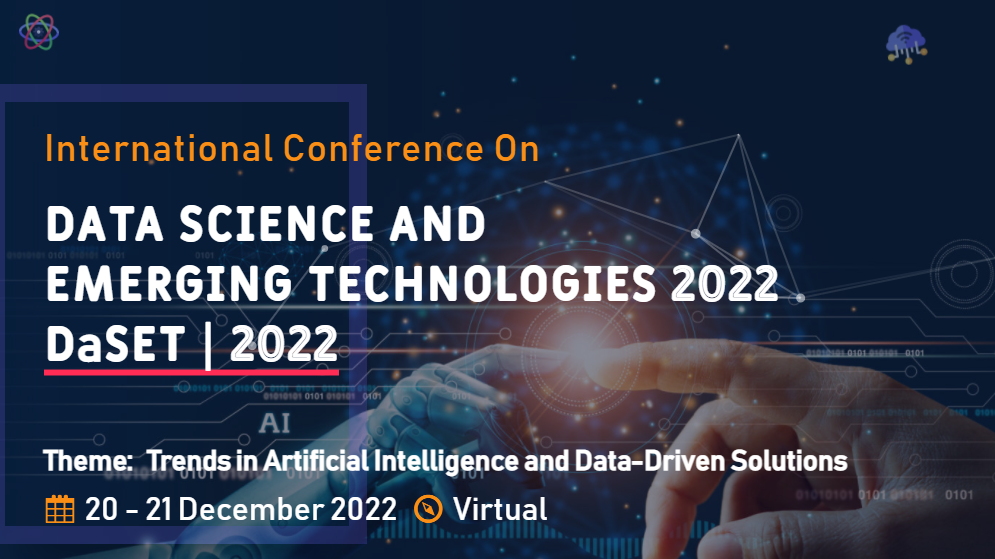 International Conference On
DATA SCIENCE AND
EMERGING TECHNOLOGIES 2022
DaSET | 2022
AI
Theme: Trends in Artificial Intelligence and Data-Driven Solutions
20 - 21 December 2022 Virtual